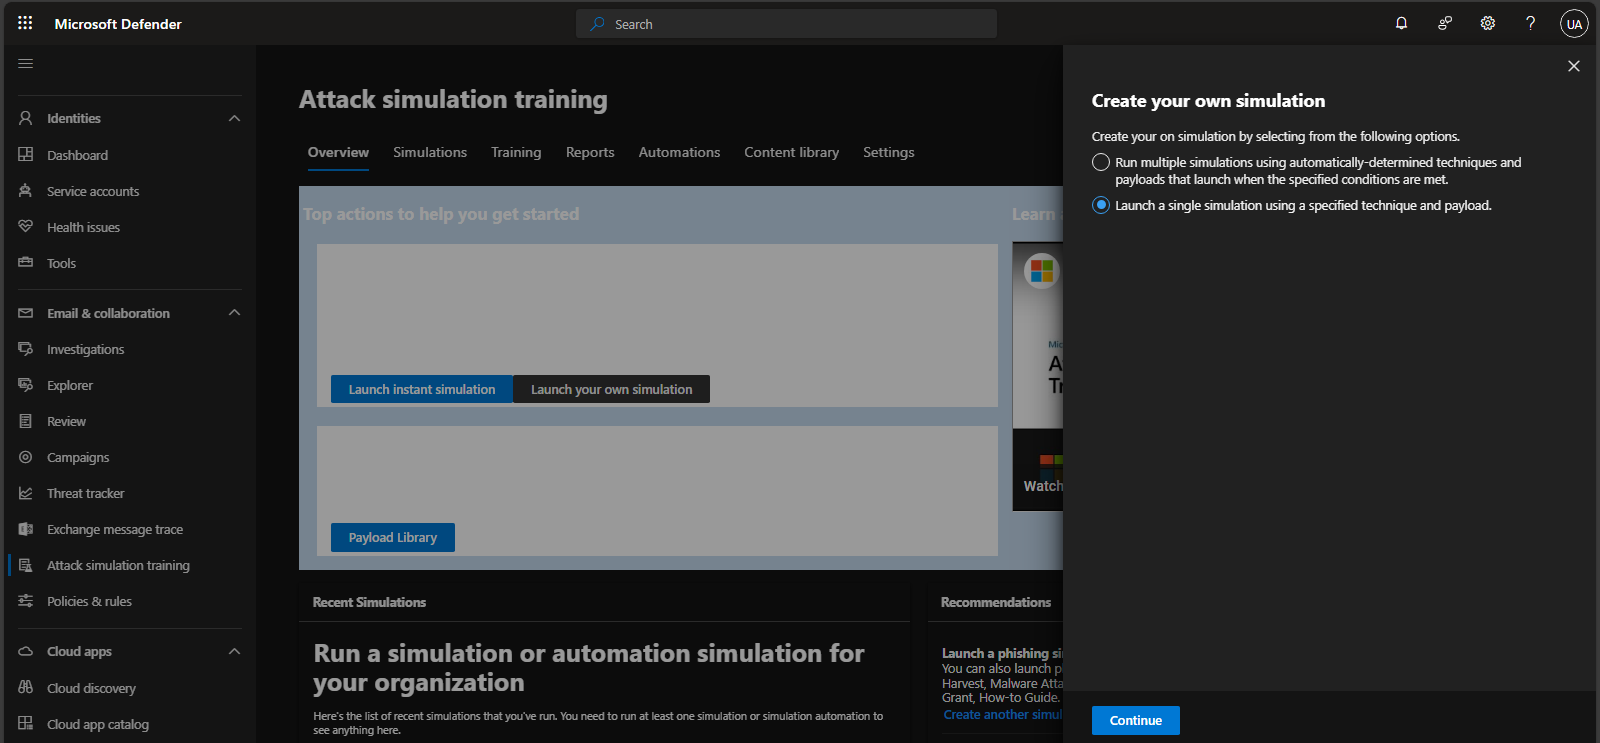 Microsoft Defender
Search
UA
Identities
Dashboard
Service accounts
Health issues
Tools
Email & collaboration
Investigations
Explorer
Review
Campaigns
Threat tracker
Exchange message trace
Attack simulation training
Policies & rules
Cloud apps
Cloud discovery
Cloud app catalog
Attack simulation training
Overview
Simulations
Training
Reports
Automations
Content library
Settings
Top actions to help you get started
Launch instant simulation
Launch your own simulation
Payload Library
Learn
Watch
Recent Simulations
Run a simulation or automation simulation for
your organization
Here's the list of recent simulations that you've run. You need to run at least one simulation or simulation automation to
see anything here.
Recommendations
Launch a phishing si
You can also launch p
Harvest, Malware Atta
Grant, How-to Guide.
Create another simul
Create your own simulation
Create your on simulation by selecting from the following options.
Run multiple simulations using automatically-determined techniques and
payloads that launch when the specified conditions are met.
Launch a single simulation using a specified technique and payload.
Continue